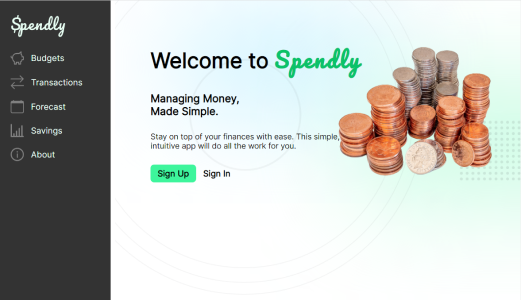 Spendly
Budgets
Transactions
Forecast
Savings
About
Welcome to Spendly
Managing Money,
Made Simple.
Stay on top of your finances with ease. This simple,
intuitive app will do all the work for you.
Sign Up
Sign In